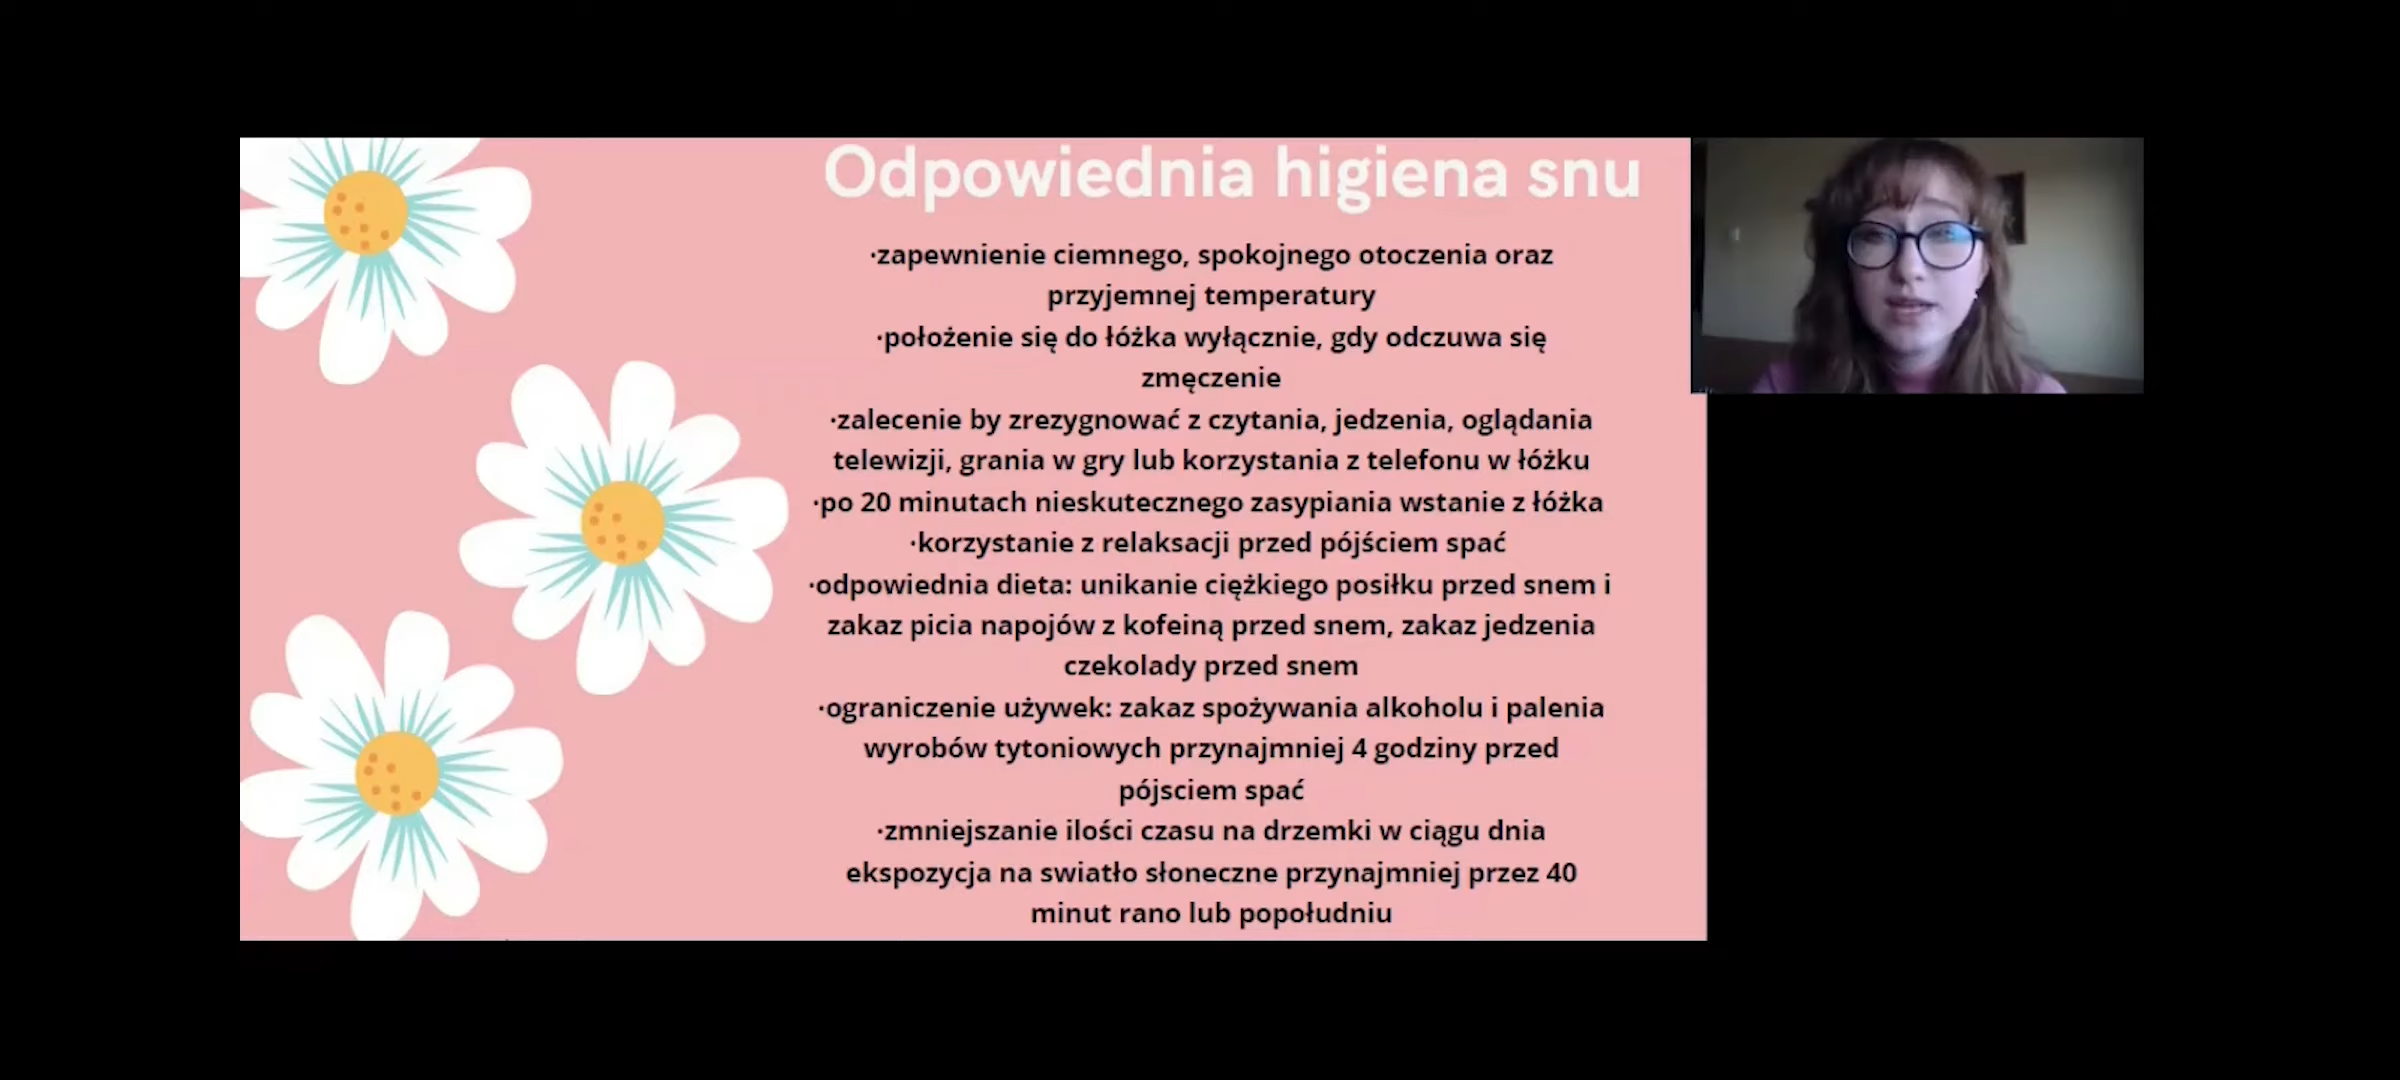 Odpowiednia higiena snu
·zapewnienie ciemnego, spokojnego otoczenia oraz
przyjemnej temperatury
·położenie się do łóżka wyłącznie, gdy odczuwa się
zmęczenie
·zalecenie by zrezygnować z czytania, jedzenia, oglądania
telewizji, grania w gry lub korzystania z telefonu w łóżku
·po 20 minutach nieskutecznego zasypiania wstanie z łóżka
·korzystanie z relaksacji przed pójściem spać
·odpowiednia dieta: unikanie ciężkiego posiłku przed snem i
zakaz picia napojów z kofeiną przed snem, zakaz jedzenia
czekolady przed snem
·ograniczenie używek: zakaz spożywania alkoholu i palenia
wyrobów tytoniowych przynajmniej 4 godziny przed
pójsciem spać
·zmniejszanie ilości czasu na drzemki w ciągu dnia
ekspozycja na swiatło słoneczne przynajmniej przez 40
minut rano lub popołudniu